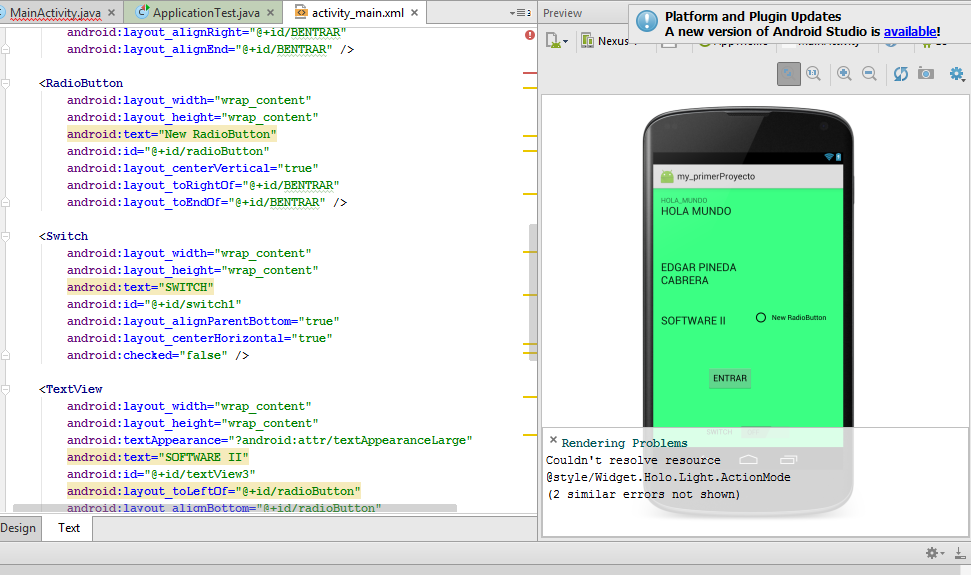 MainActivity.java
ApplicationTest.java
activity_main.xml
3
android:layout_alignRight="@+id/BENTRAR"
android:layout_alignEnd="@+id/BENTRAR" />
<RadioButton
android:layout_width="wrap_content"
android:layout_height="wrap_content"
android:text="New RadioButton"
android:id="@+id/radioButton"
android:layout_centerVertical="true"
android:layout_toRightOf="@+id/BENTRAR"
android:layout_toEndOf="@+id/BENTRAR" />
<Switch
android:layout_width="wrap_content"
android:layout_height="wrap_content"
android:text="SWITCH"
android:id="@+id/switch1"
android:layout_alignParentBottom="true"
android:layout_centerHorizontal="true"
android:checked="false" />
<TextView
android:layout_width="wrap_content"
android:layout_height="wrap_content"
android:textAppearance="?android:attr/textAppearanceLarge"
android:text="SOFTWARE II"
android:id="@+id/textView3"
android:layout_toLeftOf="@+id/radioButton"
android:layout_alignBottom="@+id/radioButton"
Design
Text
Preview
Platform and Plugin Updates
A new version of Android Studio is available!
Nexus
my_primerProyecto
HOLA_MUNDO
HOLA MUNDO
EDGAR PINEDA
CABRERA
SOFTWARE II
New RadioButton
ENTRAR
SWITCH
Rendering Problems
Couldn't resolve resource
@style/Widget.Holo.Light.ActionMode
(2 similar errors not shown)